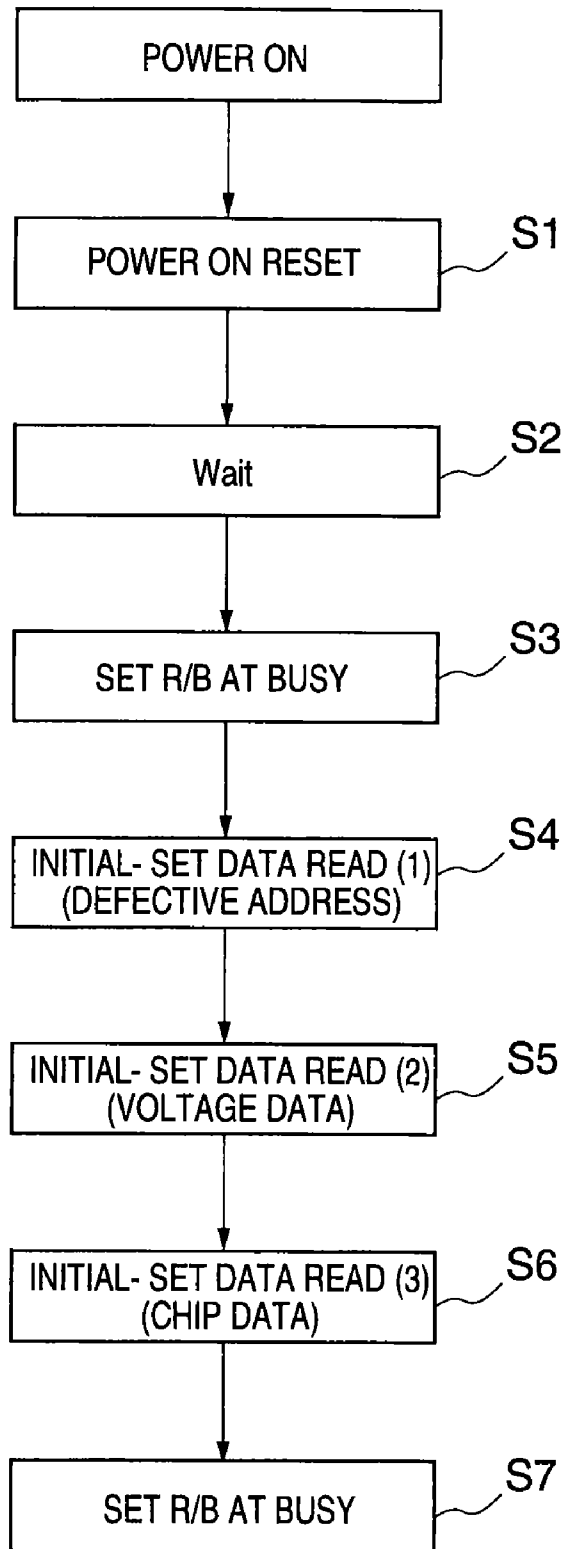 POWER ON
S1
POWER ON RESET
S2
Wait
S3
SET R/B AT BUSY
S4
INITIAL- SET DATA READ (1)
(DEFECTIVE ADDRESS)
S5
INITIAL- SET DATA READ (2)
(VOLTAGE DATA)
S6
INITIAL- SET DATA READ (3)
(CHIP DATA)
S7
SET R/B AT BUSY